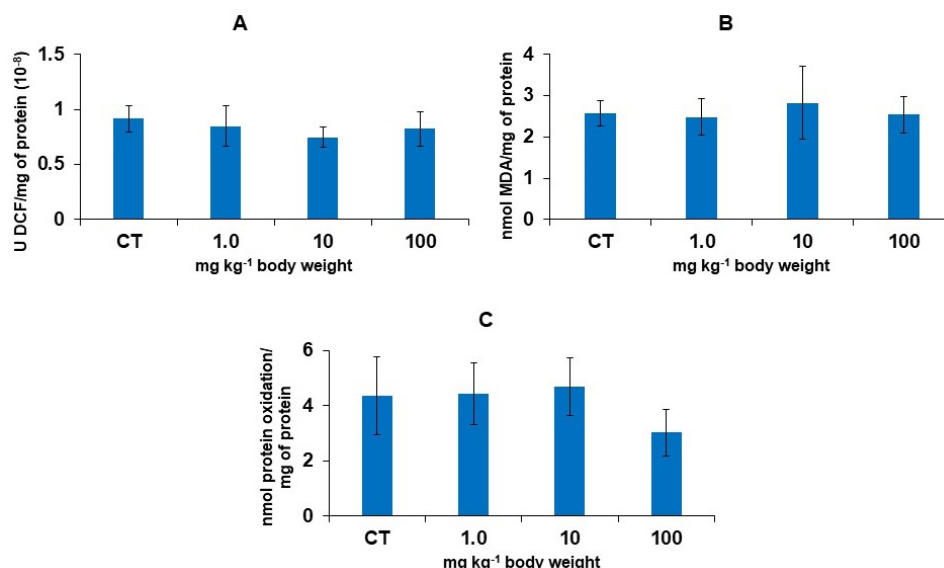 A
U DCF/mg of protein (10⁻⁸)
1.5
1
0.5
0
CT 1.0 10 100
mg kg⁻¹ body weight
B
nmol MDA/mg of protein
4
3
2
1
0
CT 1.0 10 100
mg kg⁻¹ body weight
C
nmol protein oxidation/
mg of protein
6
4
2
0
CT 1.0 10 100
mg kg⁻¹ body weight